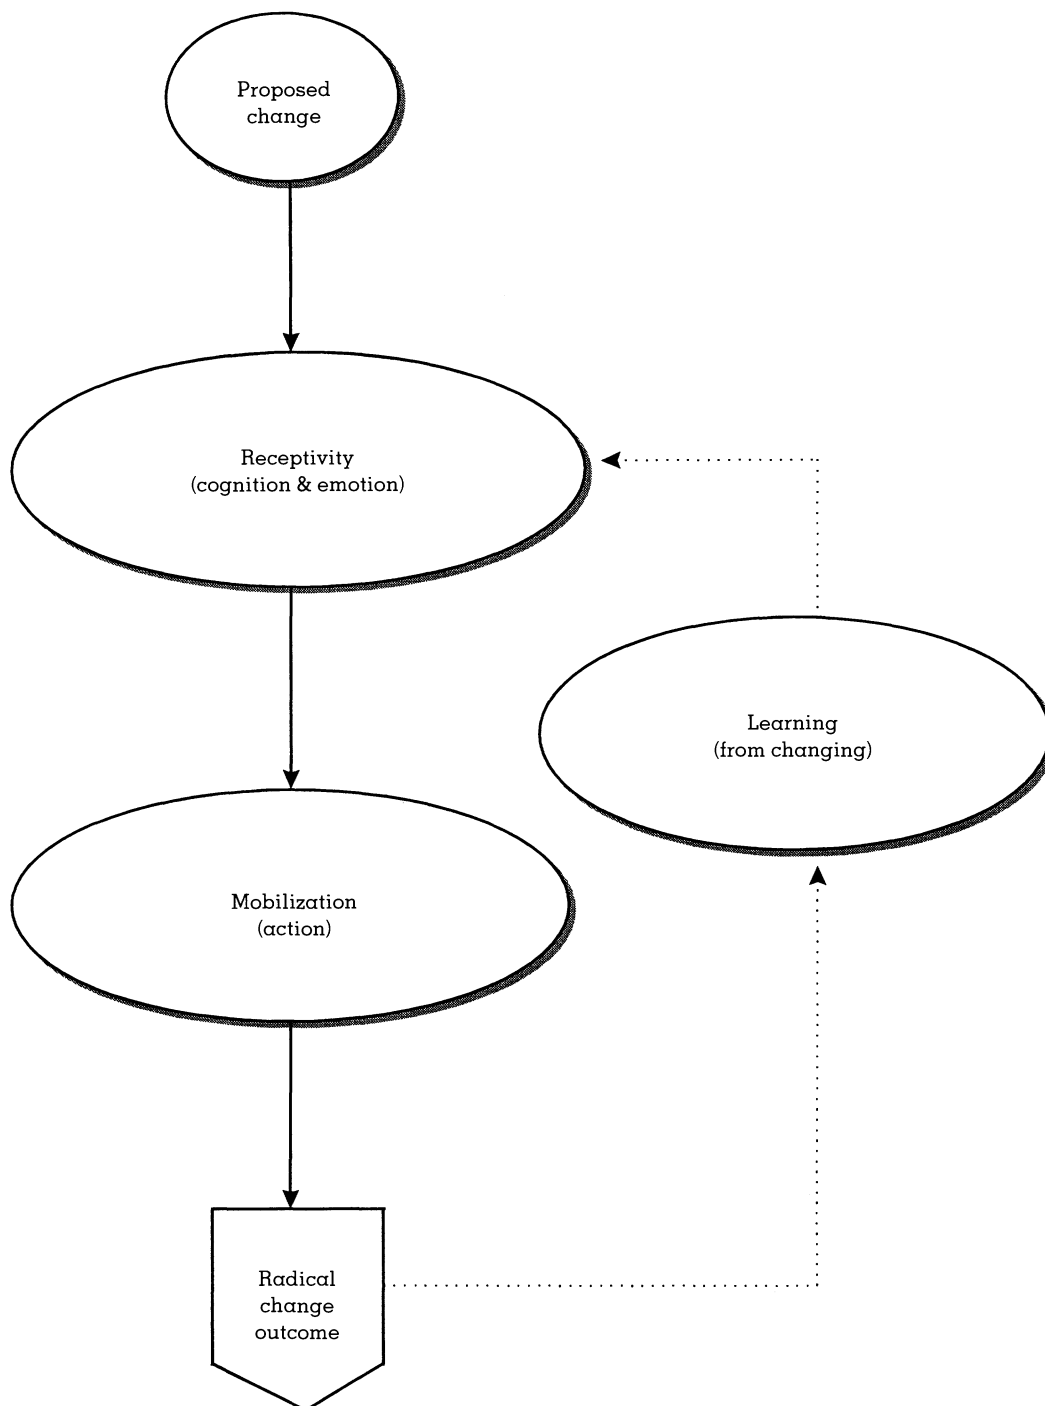 Proposed
change
Receptivity
(cognition & emotion)
Learning
(from changing)
Mobilization
(action)
Radical
change
outcome